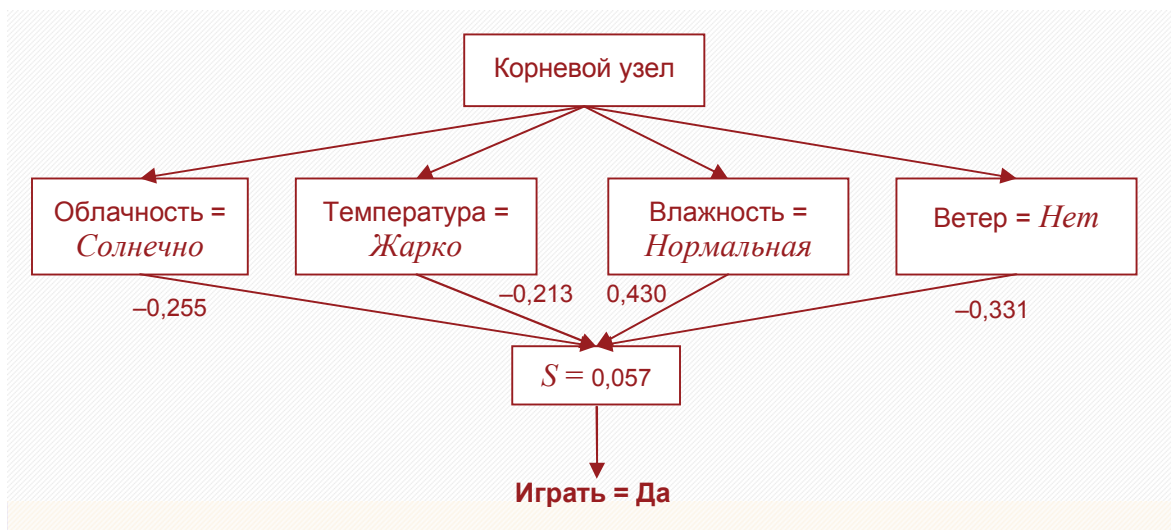 Корневой узел
Облачность =
Солнечно
Температура =
Жарко
Влажность =
Нормальная
Ветер = Нет
–0,255
–0,213
0,430
–0,331
S = 0,057
Играть = Да